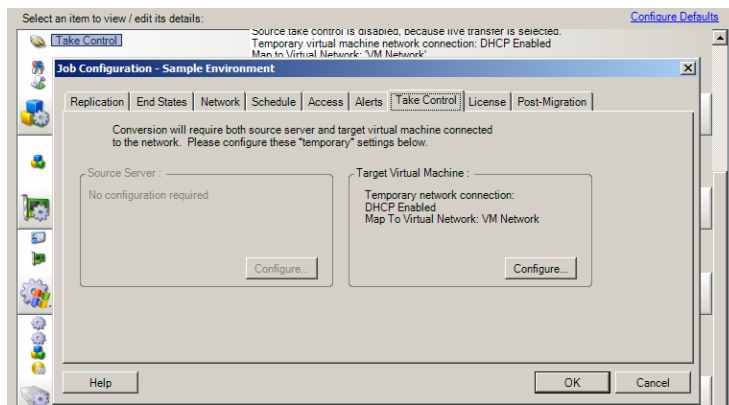 Select an item to view / edit its details:
Configure Defaults
Take Control
Source take control is disabled, because live transfer is selected.
Temporary virtual machine network connection: DHCP Enabled
Map to Virtual Network: 'VM Network'
Job Configuration - Sample Environment
Replication End States Network Schedule Access Alerts Take Control License Post-Migration
Conversion will require both source server and target virtual machine connected
to the network. Please configure these "temporary" settings below.
Source Server :
No configuration required
Configure...
Target Virtual Machine :
Temporary network connection:
DHCP Enabled
Map To Virtual Network: VM Network
Configure...
Help
OK
Cancel